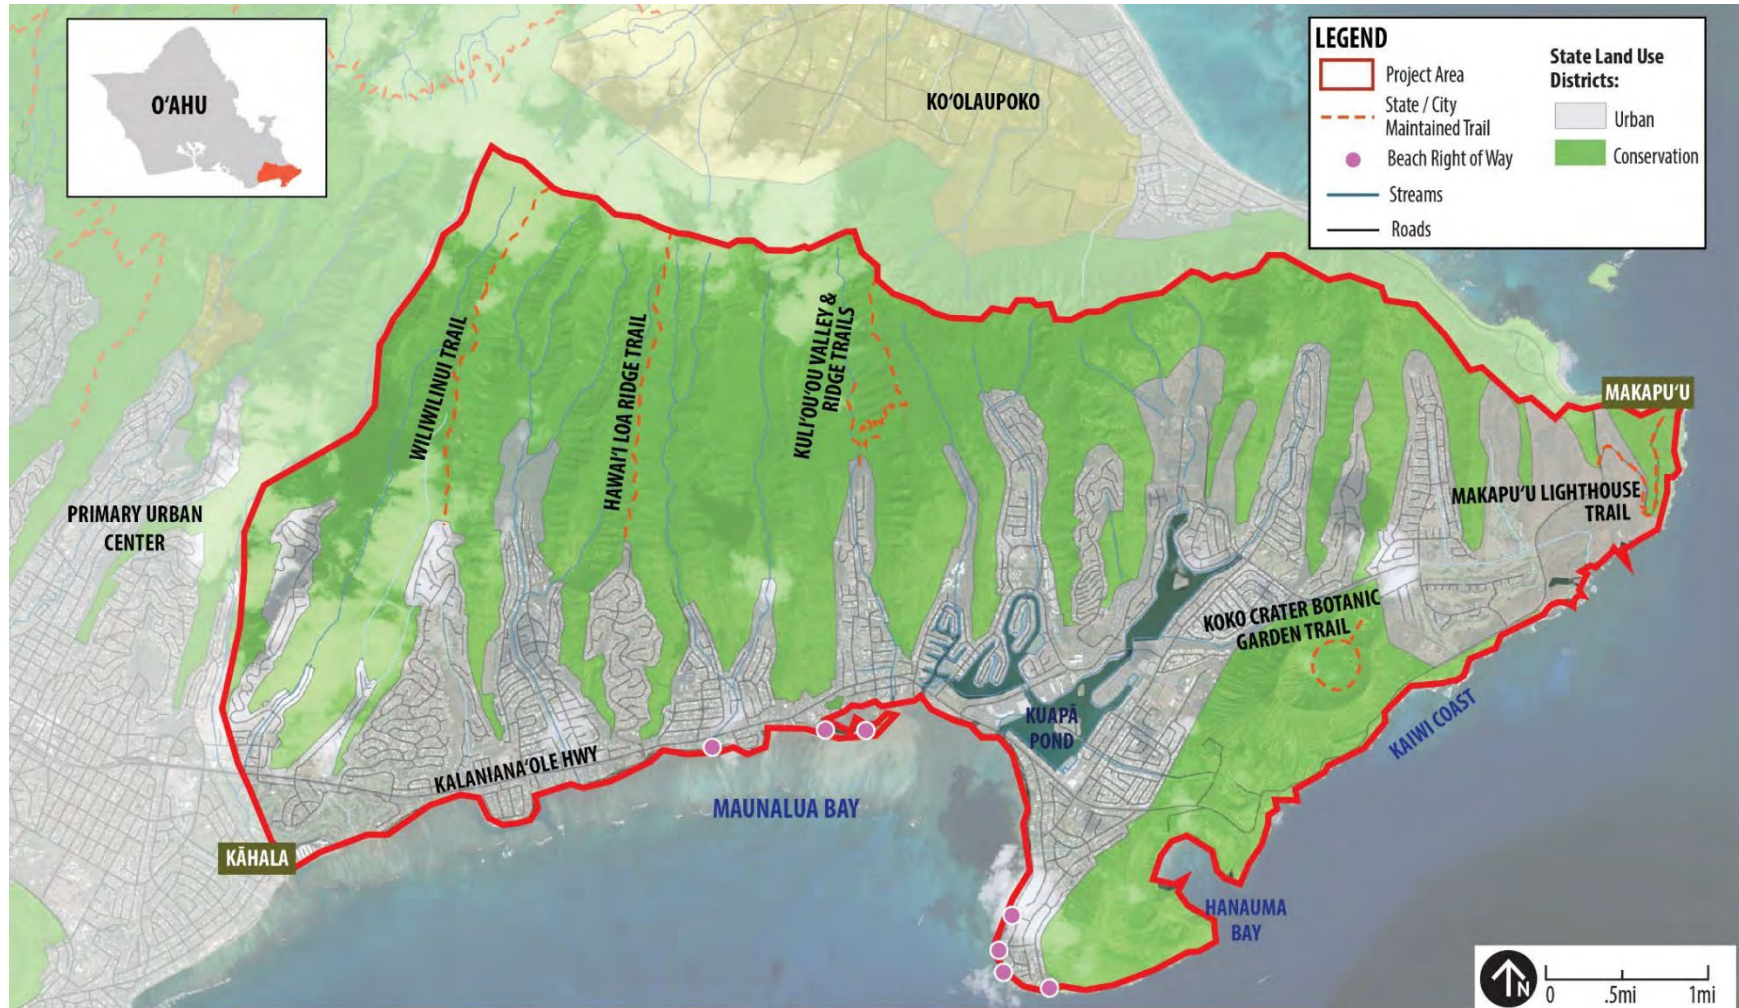 O‘AHU
KO‘OLAUPOKO
LEGEND
Project Area
State / City
Maintained Trail
Beach Right of Way
Streams
Roads
State Land Use
Districts:
Urban
Conservation
WILIWILINUI TRAIL
HAWAI‘I LOA RIDGE TRAIL
KULI‘OU‘OU VALLEY &
RIDGE TRAILS
MAKAPU‘U
PRIMARY URBAN
CENTER
MAKAPU‘U LIGHTHOUSE
TRAIL
KOKO CRATER BOTANIC
GARDEN TRAIL
KUAPĀ
POND
KAIWI COAST
KALANIANA‘OLE HWY
MAUNALUA BAY
KĀHALA
HANAUMA
BAY
N
0 .5mi 1mi